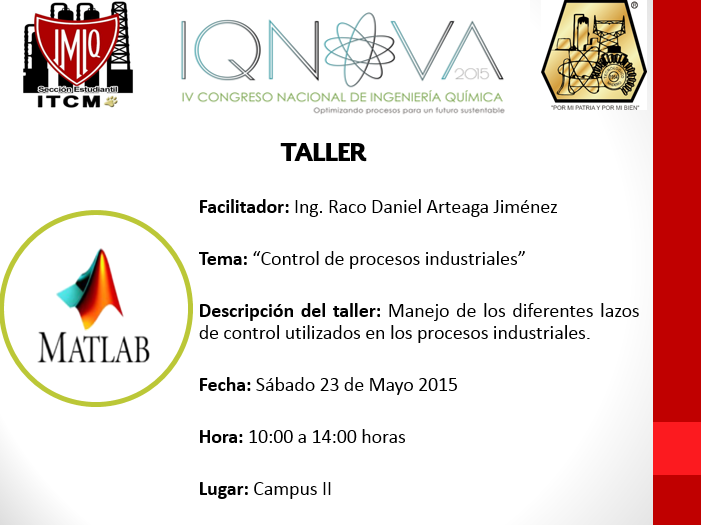 IMIQ
Sección Estudiantil
ITCM
IQNOVA
2015
IV CONGRESO NACIONAL DE INGENIERÍA QUÍMICA
Optimizando procesos para un futuro sustentable
®
"POR MI PATRIA Y POR MI BIEN"
TALLER
Facilitador: Ing. Raco Daniel Arteaga Jiménez
Tema: “Control de procesos industriales”
Descripción del taller: Manejo de los diferentes lazos
de control utilizados en los procesos industriales.
MATLAB
Fecha: Sábado 23 de Mayo 2015
Hora: 10:00 a 14:00 horas
Lugar: Campus II